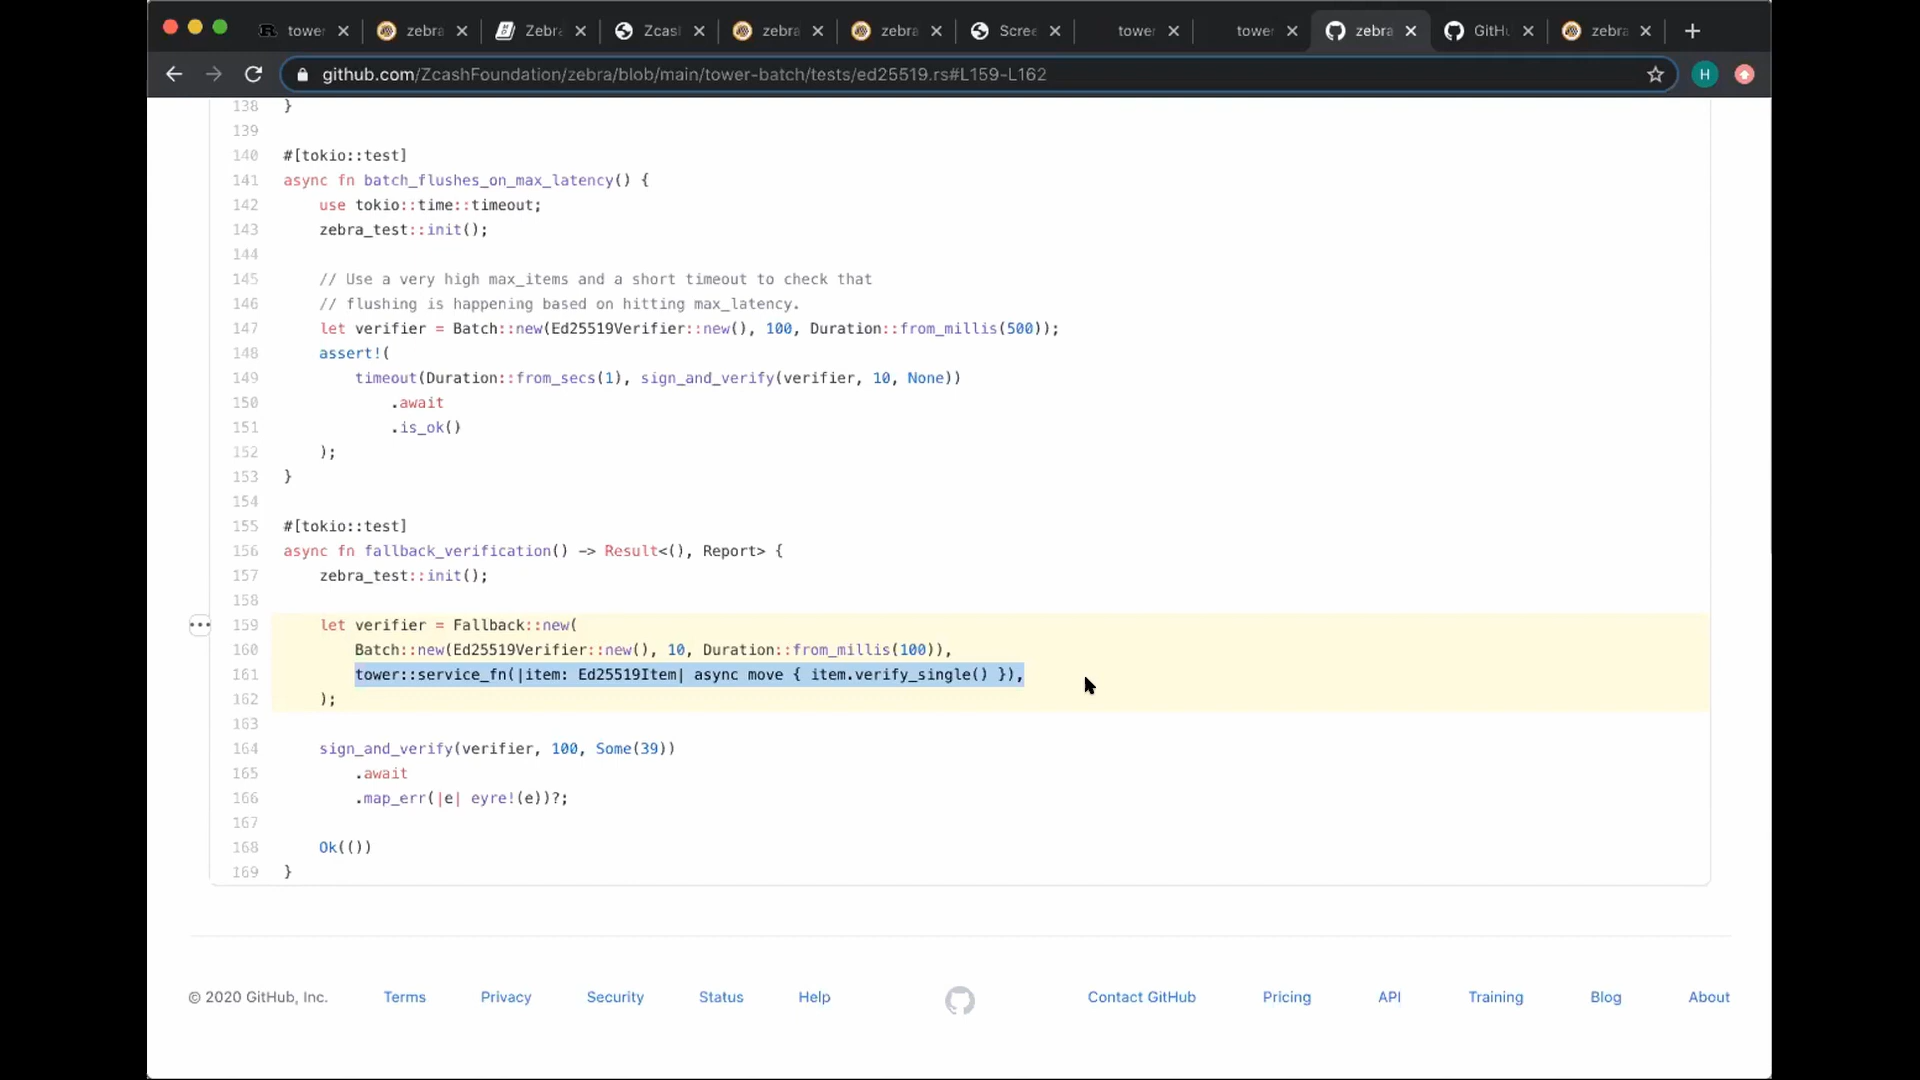 tower
zebra
Zebra
Zcas
zebra
zebra
Scree
tower
tower
zebra
GitHu
zebra
github.com/ZcashFoundation/zebra/blob/main/tower-batch/tests/ed25519.rs#L159-L162
H
138 }
139
140 #[tokio::test]
141 async fn batch_flushes_on_max_latency() {
142 use tokio::time::timeout;
143 zebra_test::init();
144
145 // Use a very high max_items and a short timeout to check that
146 // flushing is happening based on hitting max_latency.
147 let verifier = Batch::new(Ed25519Verifier::new(), 100, Duration::from_millis(500));
148 assert!(
149 timeout(Duration::from_secs(1), sign_and_verify(verifier, 10, None))
150 .await
151 .is_ok()
152 );
153 }
154
155 #[tokio::test]
156 async fn fallback_verification() -> Result<(), Report> {
157 zebra_test::init();
158
159 let verifier = Fallback::new(
160 Batch::new(Ed25519Verifier::new(), 10, Duration::from_millis(100)),
161 tower::service_fn(|item: Ed25519Item| async move { item.verify_single() }),
162 );
163
164 sign_and_verify(verifier, 100, Some(39))
165 .await
166 .map_err(|e| eyre!(e))?;
167
168 Ok(())
169 }
© 2020 GitHub, Inc. Terms Privacy Security Status Help Contact GitHub Pricing API Training Blog About